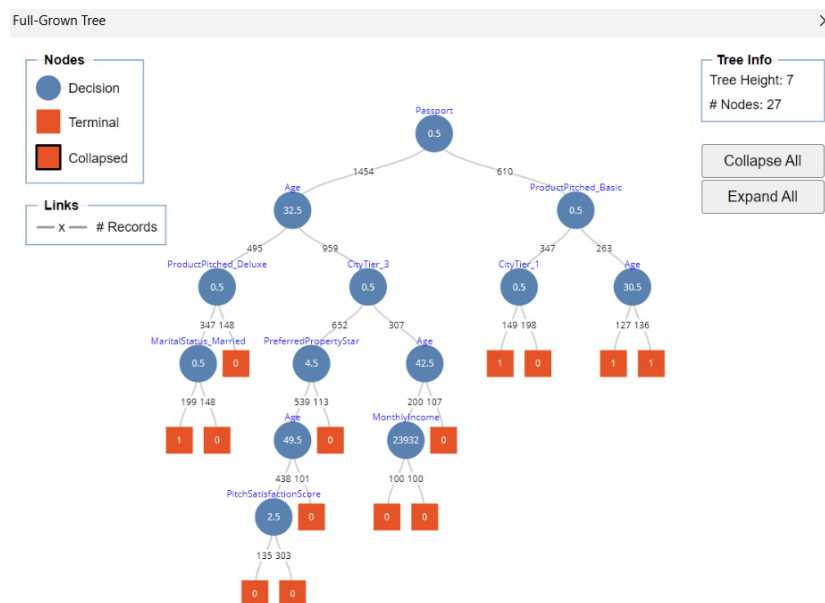 Full-Grown Tree
Nodes
Decision
Terminal
Collapsed
Links
x # Records
Tree Info
Tree Height: 7
# Nodes: 27
Collapse All
Expand All
Passport
0.5
1454 610
Age ProductPitched_Basic
32.5 0.5
495 959 347 263
ProductPitched_Deluxe CityTier_3 CityTier_1 Age
0.5 0.5 0.5 30.5
347 148 652 307 149 198 127 136
MaritalStatus_Married PreferredPropertyStar Age
0.5 0 4.5 42.5 1 0 1 1
199 148 539 113 200 107
Age MonthlyIncome
1 0 49.5 0 23932 0
438 101 100 100
PitchSatisfactionScore
2.5 0 0 0
135 303
0 0